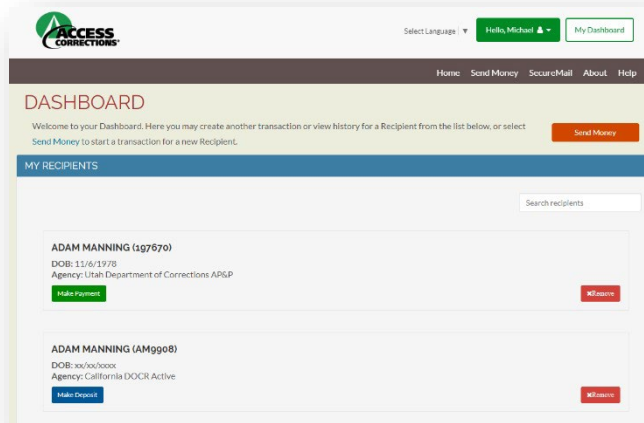 ACCESS
CORRECTIONS
Select Language ▼
Hello, Michael
My Dashboard
Home Send Money SecureMail About Help
DASHBOARD
Welcome to your Dashboard. Here you may create another transaction or view history for a Recipient from the list below, or select
Send Money to start a transaction for a new Recipient.
Send Money
MY RECIPIENTS
Search recipients
ADAM MANNING (197670)
DOB: 11/6/1978
Agency: Utah Department of Corrections AP&P
Make Payment
Remove
ADAM MANNING (AM9908)
DOB: xx/xx/xxxx
Agency: California DOCR Active
Make Deposit
Remove